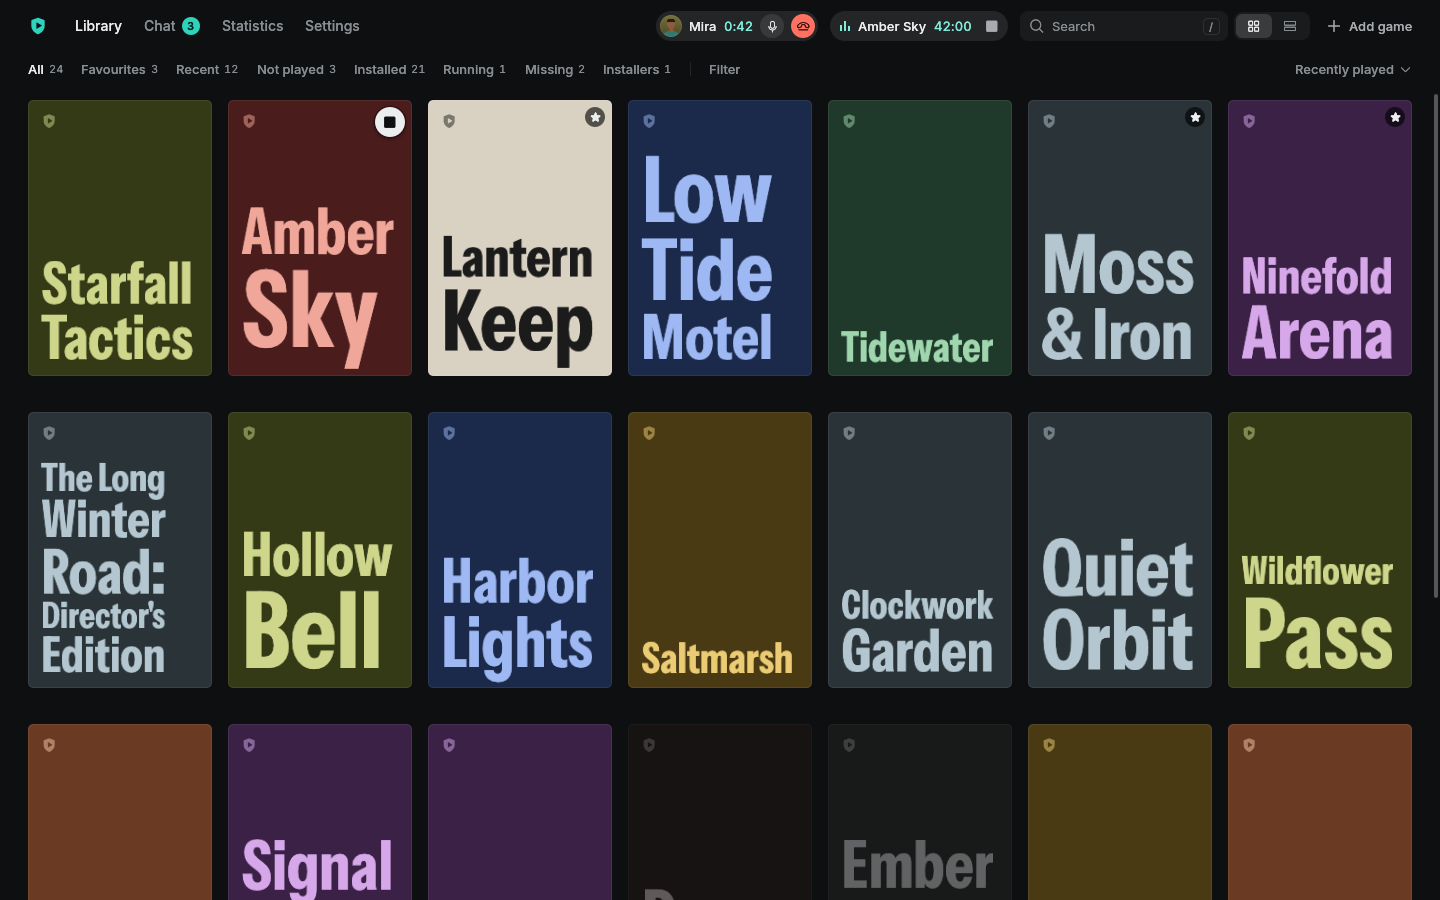 Library
Chat 3
Statistics
Settings
Mira 0:42
Amber Sky 42:00
Search /
Add game
All 24
Favourites 3
Recent 12
Not played 3
Installed 21
Running 1
Missing 2
Installers 1
Filter
Recently played
Starfall
Tactics
Amber
Sky
Lantern
Keep
Low
Tide
Motel
Tidewater
Moss
& Iron
Ninefold
Arena
The Long
Winter
Road:
Director's
Edition
Hollow
Bell
Harbor
Lights
Saltmarsh
Clockwork
Garden
Quiet
Orbit
Wildflower
Pass
Signal
Ember